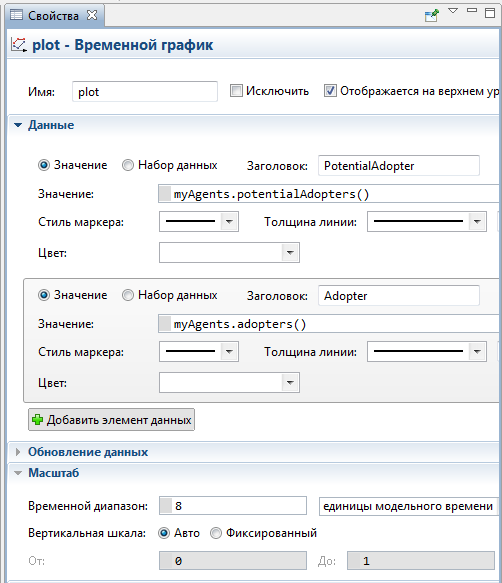 Свойства
plot - Временной график
Имя: plot Исключить Отображается на верхнем ур
Данные
Значение Набор данных Заголовок: PotentialAdopter
Значение: myAgents.potentialAdopters()
Стиль маркера: Толщина линии:
Цвет:
Значение Набор данных Заголовок: Adopter
Значение: myAgents.adopters()
Стиль маркера: Толщина линии:
Цвет:
Добавить элемент данных
Обновление данных
Масштаб
Временной диапазон: 8 единицы модельного времени
Вертикальная шкала: Авто Фиксированный
От: 0 До: 1